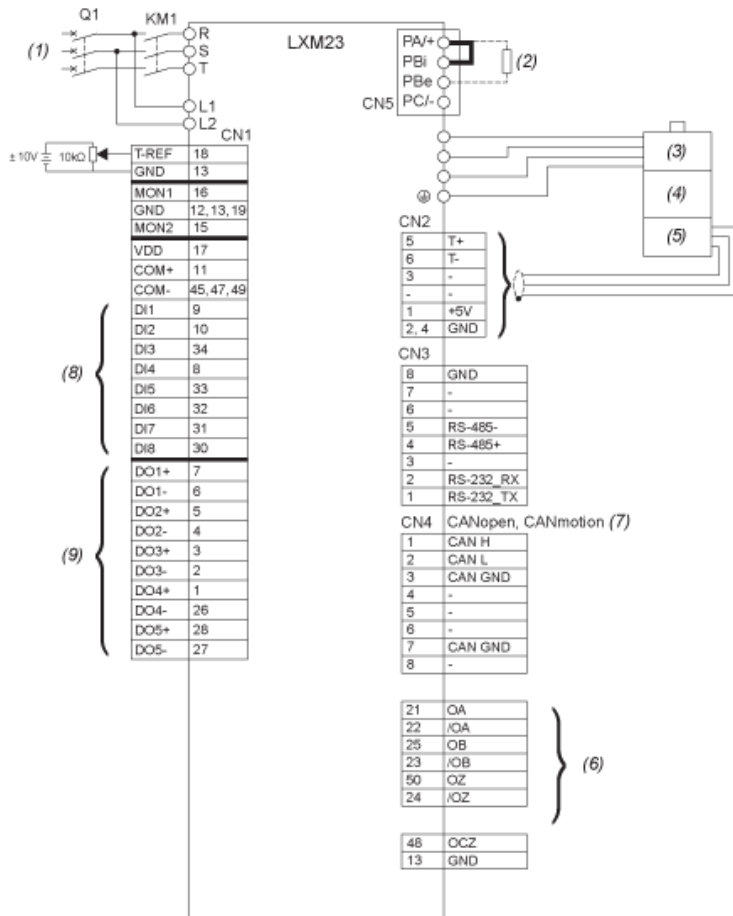 Q1
KM1
(1)
R
S
T
L1
L2
LXM23
PA/+
PBi
PBe
CN5 PC/-
(2)
CN1
± 10V 10kΩ
T-REF 18
GND 13
MON1 16
GND 12,13,19
MON2 15
VDD 17
COM+ 11
COM- 45,47,49
(8)
DI1 9
DI2 10
DI3 34
DI4 8
DI5 33
DI6 32
DI7 31
DI8 30
(9)
DO1+ 7
DO1- 6
DO2+ 5
DO2- 4
DO3+ 3
DO3- 2
DO4+ 1
DO4- 26
DO5+ 28
DO5- 27
(3)
(4)
(5)
CN2
5 T+
6 T-
3 -
- -
1 +5V
2, 4 GND
CN3
8 GND
7 -
6 -
5 RS-485-
4 RS-485+
3 -
2 RS-232_RX
1 RS-232_TX
CN4 CANopen, CANmotion (7)
1 CAN H
2 CAN L
3 CAN GND
4 -
5 -
6 -
7 CAN GND
8 -
21 OA
22 /OA
25 OB
23 /OB
50 OZ
24 /OZ
(6)
48 OCZ
13 GND